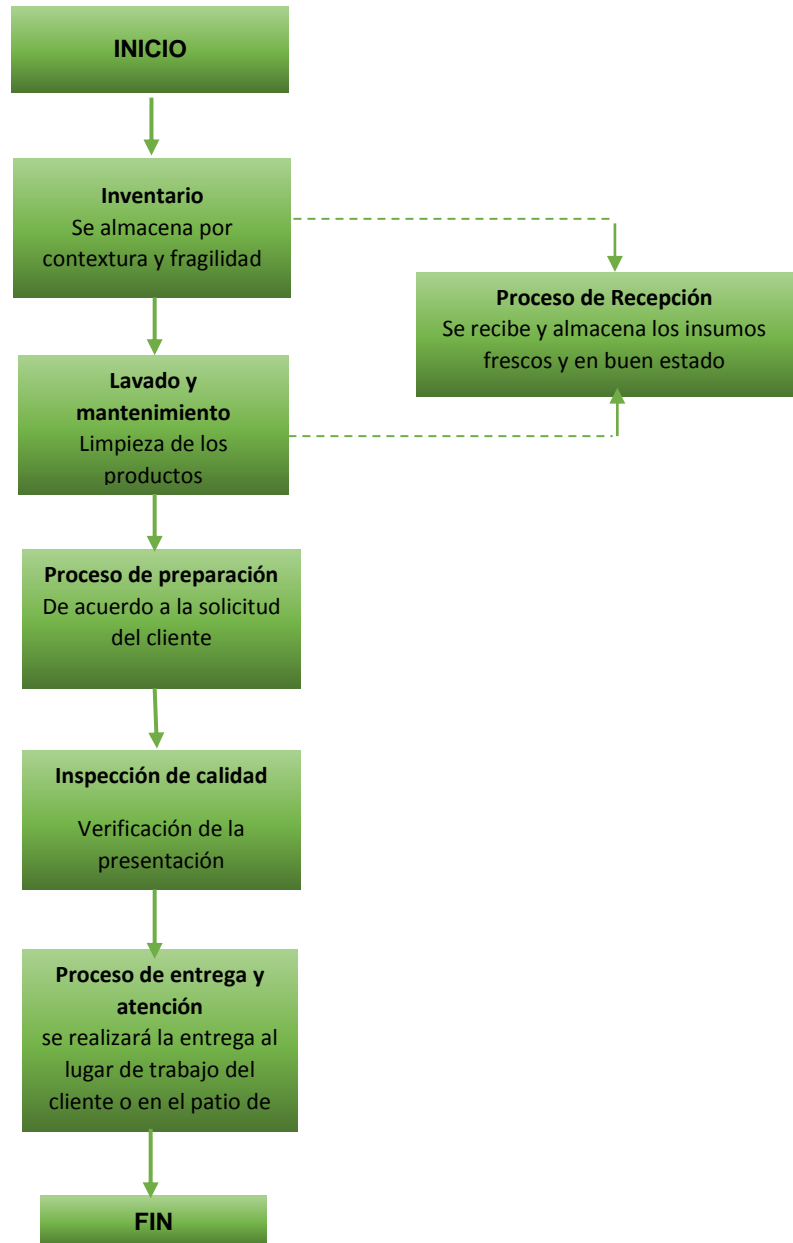 INICIO
Inventario
Se almacena por
contextura y fragilidad
Proceso de Recepción
Se recibe y almacena los insumos
frescos y en buen estado
Lavado y
mantenimiento
Limpieza de los
productos
Proceso de preparación
De acuerdo a la solicitud
del cliente
Inspección de calidad
Verificación de la
presentación
Proceso de entrega y
atención
se realizará la entrega al
lugar de trabajo del
cliente o en el patio de
FIN